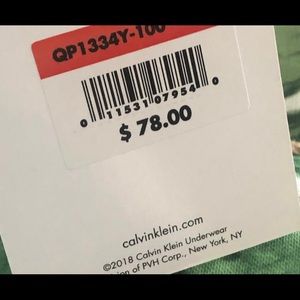 QP1334Y-100
0 11531 07954 0
$ 78.00
calvinklein.com
©2018 Calvin Klein Underwear
ion of PVH Corp., New York, NY